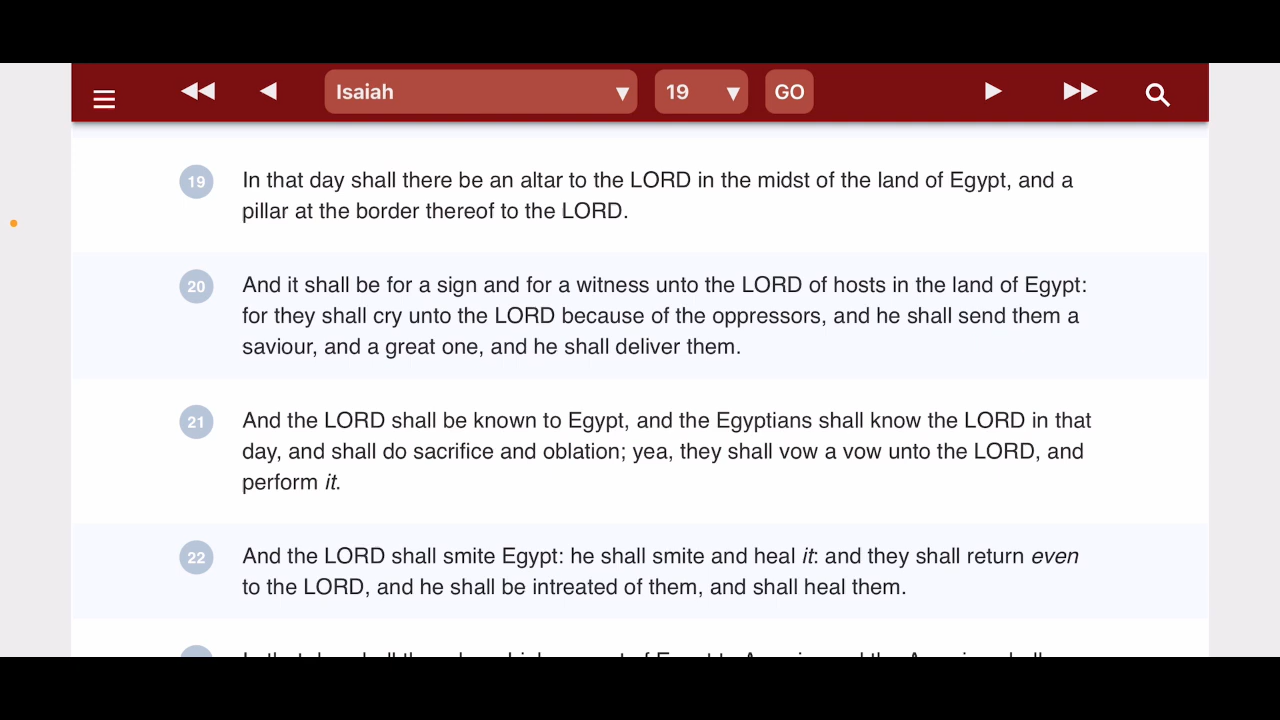 Isaiah 19 GO
19 In that day shall there be an altar to the LORD in the midst of the land of Egypt, and a
pillar at the border thereof to the LORD.
20 And it shall be for a sign and for a witness unto the LORD of hosts in the land of Egypt:
for they shall cry unto the LORD because of the oppressors, and he shall send them a
saviour, and a great one, and he shall deliver them.
21 And the LORD shall be known to Egypt, and the Egyptians shall know the LORD in that
day, and shall do sacrifice and oblation; yea, they shall vow a vow unto the LORD, and
perform it.
22 And the LORD shall smite Egypt: he shall smite and heal it: and they shall return even
to the LORD, and he shall be intreated of them, and shall heal them.